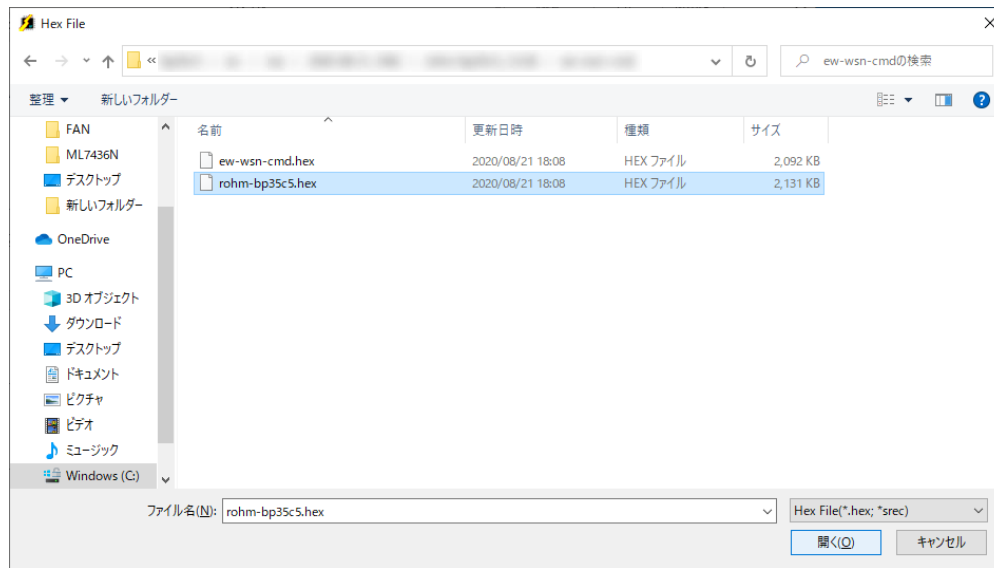 Hex File
« ew-wsn-cmdの検索
整理 新しいフォルダー
FAN
ML7436N
デスクトップ
新しいフォルダー
OneDrive
PC
3D オブジェクト
ダウンロード
デスクトップ
ドキュメント
ピクチャ
ビデオ
ミュージック
Windows (C:)
名前 更新日時 種類 サイズ
ew-wsn-cmd.hex 2020/08/21 18:08 HEX ファイル 2,092 KB
rohm-bp35c5.hex 2020/08/21 18:08 HEX ファイル 2,131 KB
ファイル名(N): rohm-bp35c5.hex Hex File(*.hex; *srec)
開く(O) キャンセル